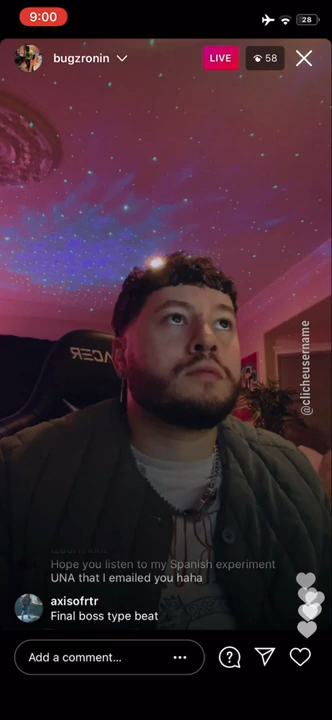 9:00
28
bugzronin
LIVE
58
ACER
@clicheusername
Hope you listen to my Spanish experiment
UNA that I emailed you haha
axisofrtr
Final boss type beat
Add a comment...